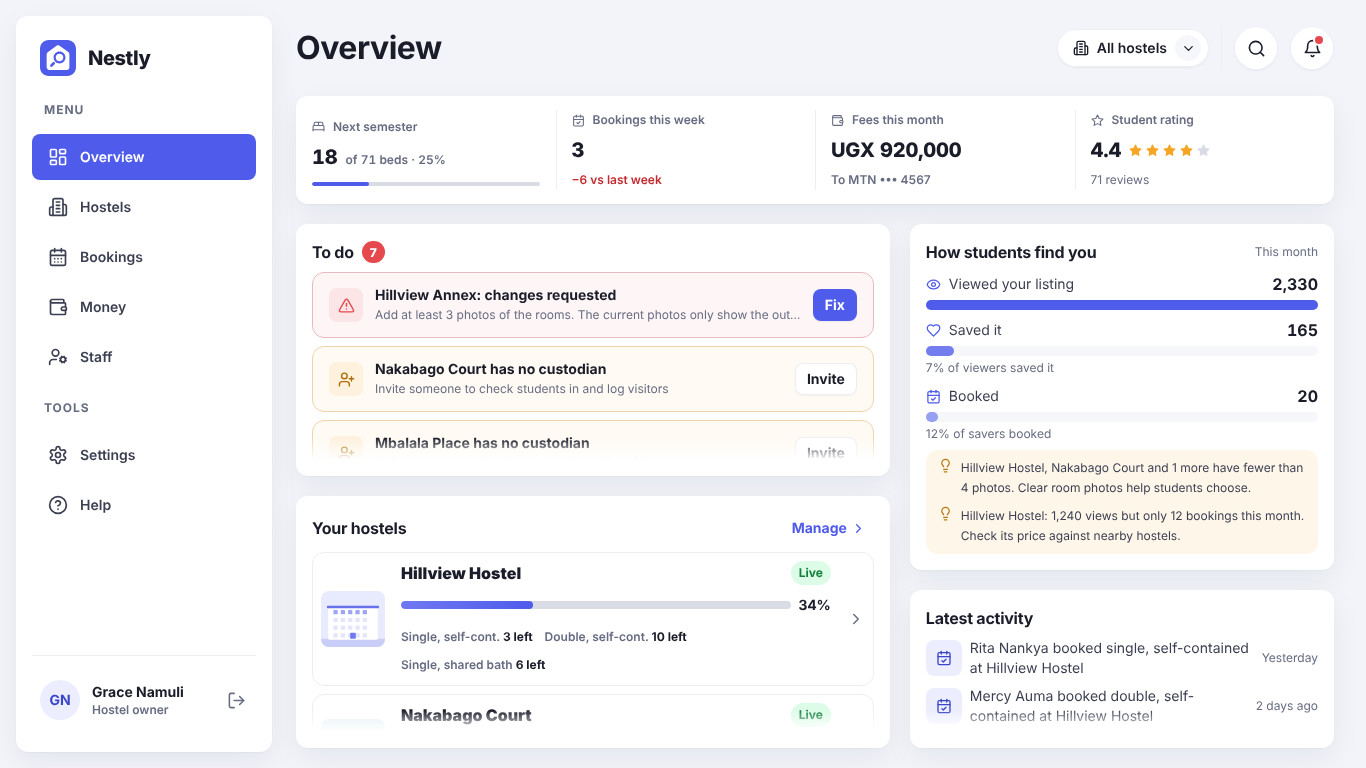 Nestly
MENU
Overview
Hostels
Bookings
Money
Staff
TOOLS
Settings
Help
GN
Grace Namuli
Hostel owner
Overview
All hostels
Next semester
18 of 71 beds · 25%
Bookings this week
3
−6 vs last week
Fees this month
UGX 920,000
To MTN ••• 4567
Student rating
4.4
71 reviews
To do 7
Hillview Annex: changes requested
Add at least 3 photos of the rooms. The current photos only show the out...
Fix
Nakabago Court has no custodian
Invite someone to check students in and log visitors
Invite
Mbalala Place has no custodian
Invite
Your hostels
Manage
Hillview Hostel
Live
34%
Single, self-cont. 3 left Double, self-cont. 10 left
Single, shared bath 6 left
Nakabago Court
Live
How students find you
This month
Viewed your listing 2,330
Saved it 165
7% of viewers saved it
Booked 20
12% of savers booked
Hillview Hostel, Nakabago Court and 1 more have fewer than
4 photos. Clear room photos help students choose.
Hillview Hostel: 1,240 views but only 12 bookings this month.
Check its price against nearby hostels.
Latest activity
Rita Nankya booked single, self-contained
at Hillview Hostel
Yesterday
Mercy Auma booked double, self-
contained at Hillview Hostel
2 days ago